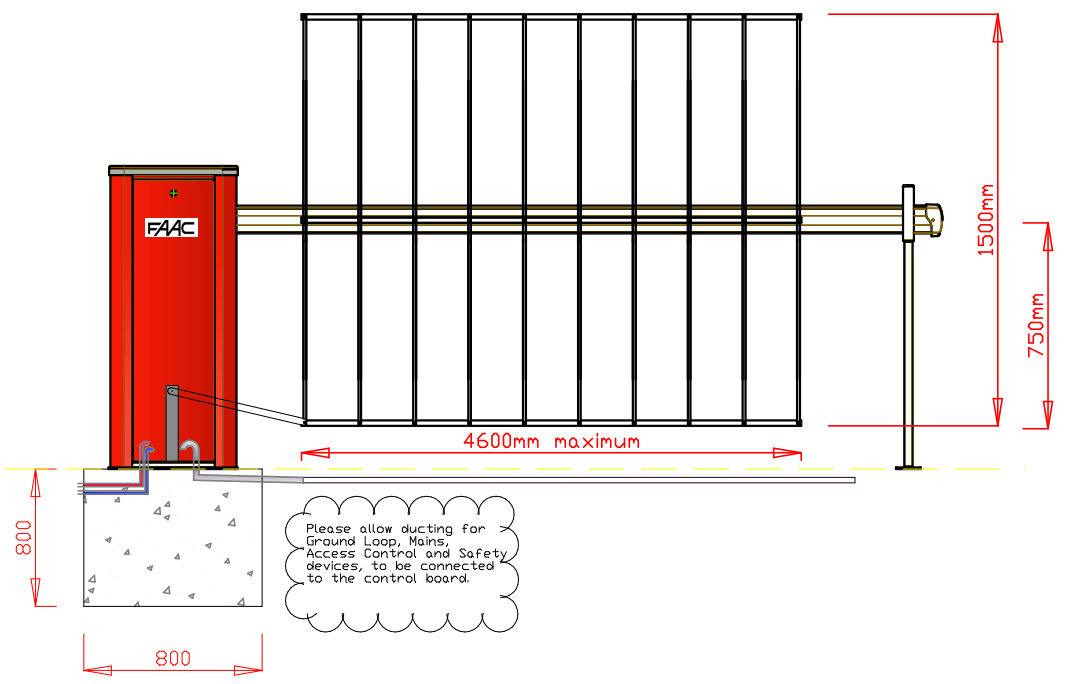 1500mm
FAAC
750mm
4600mm maximum
800
Please allow ducting for
Ground Loop, Mains,
Access Control and Safety
devices, to be connected
to the control board.
800